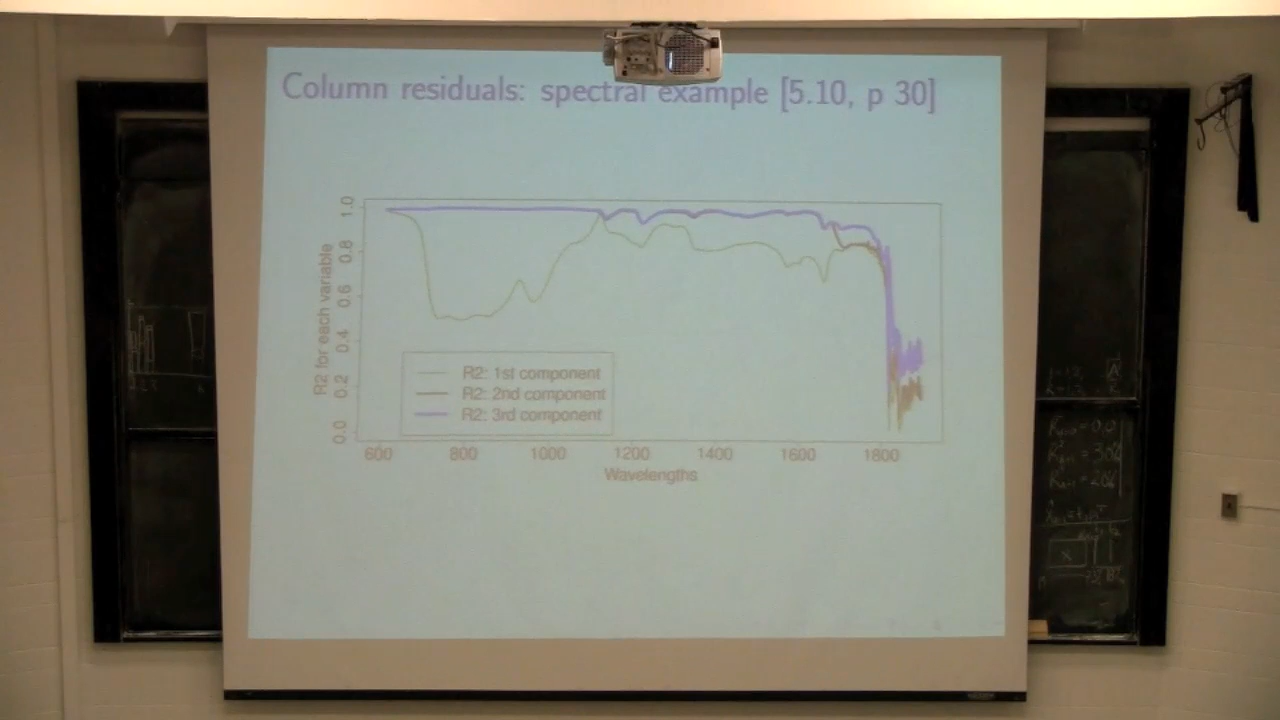 Column residuals: spectral example [5.10, p 30]
R2 for each variable
1.0
0.8
0.6
0.4
0.2
0.0
R2: 1st component
R2: 2nd component
R2: 3rd component
600 800 1000 1200 1400 1600 1800
Wavelengths